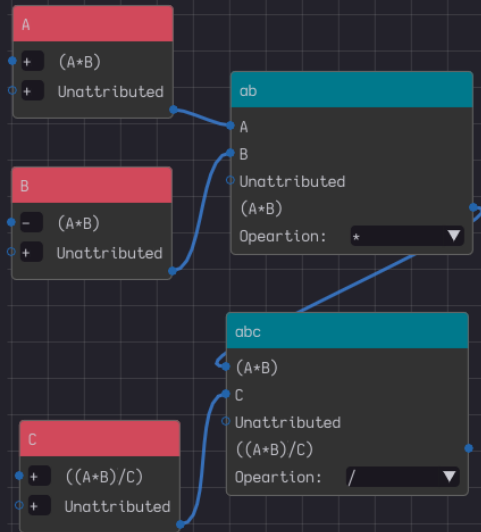 A
+ (A*B)
+ Unattributed
B
- (A*B)
+ Unattributed
ab
A
B
Unattributed
(A*B)
Opeartion: * ▼
abc
(A*B)
C
Unattributed
((A*B)/C)
Opeartion: / ▼
C
+ ((A*B)/C)
+ Unattributed